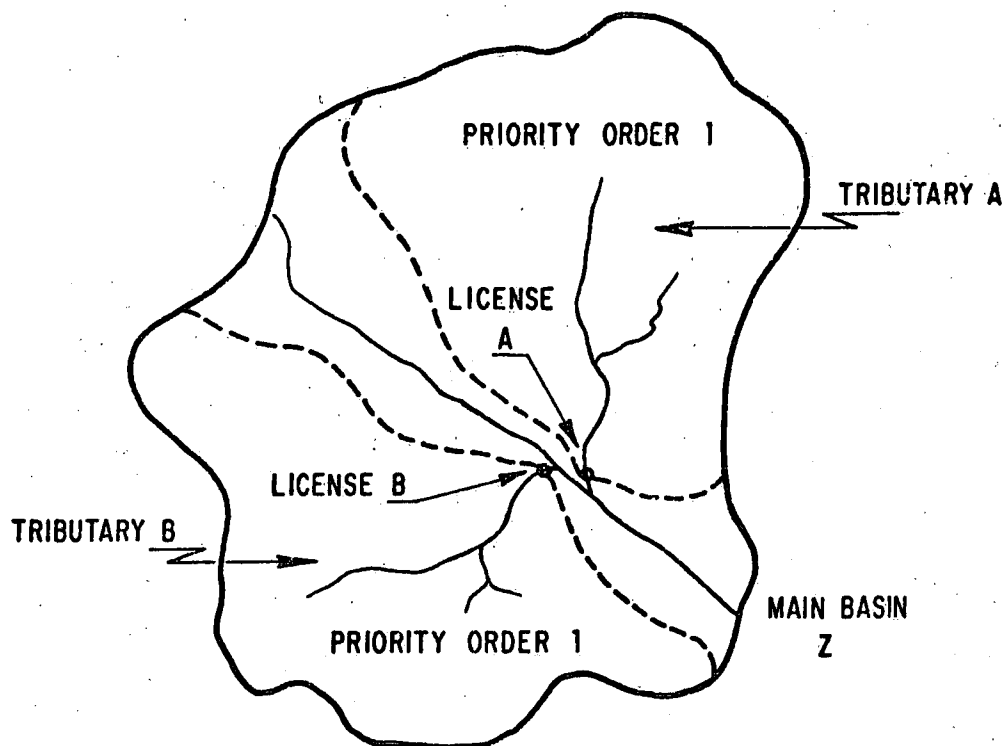 PRIORITY ORDER 1
TRIBUTARY A
LICENSE
A
LICENSE B
TRIBUTARY B
MAIN BASIN
Z
PRIORITY ORDER 1